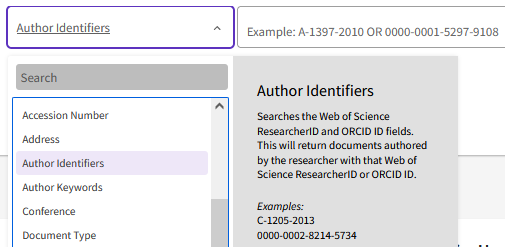 Author Identifiers
Example: A-1397-2010 OR 0000-0001-5297-9108
Search
Accession Number
Address
Author Identifiers
Author Keywords
Conference
Document Type
Author Identifiers
Searches the Web of Science
ResearcherID and ORCID ID fields.
This will return documents authored
by the researcher with that Web of
Science ResearcherID or ORCID ID.
Examples:
C-1205-2013
0000-0002-8214-5734